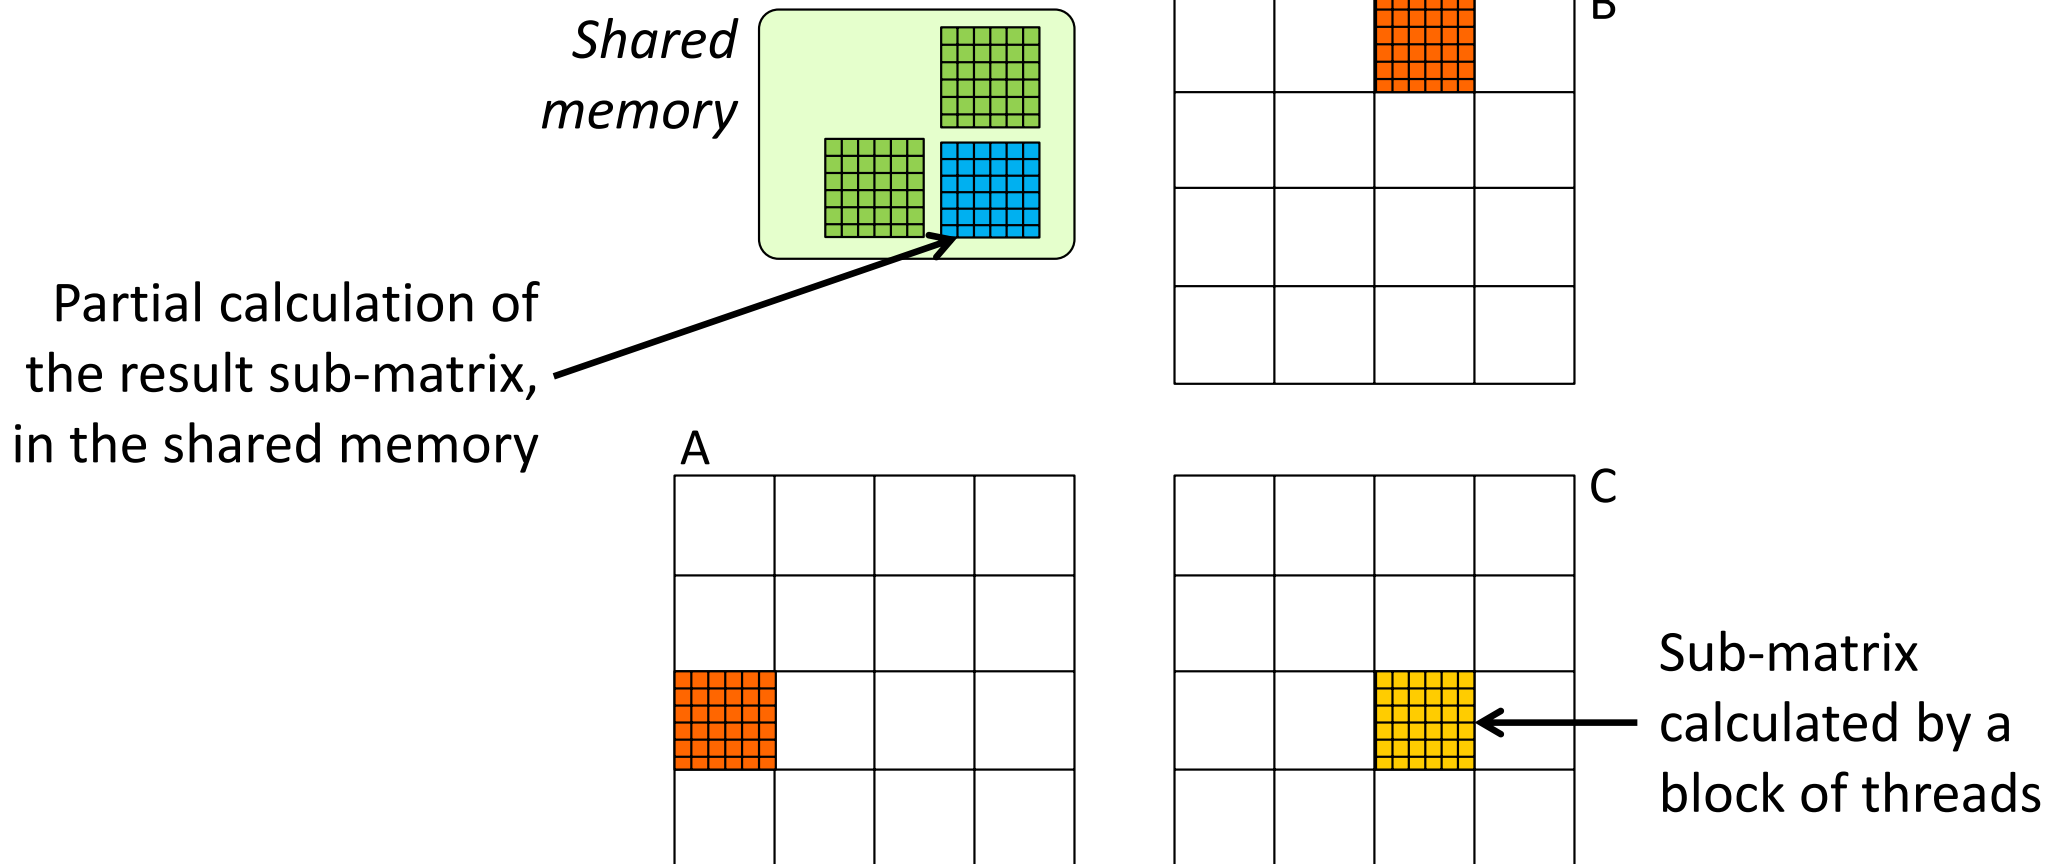 Shared
memory
B
Partial calculation of
the result sub-matrix,
in the shared memory
A
C
Sub-matrix
calculated by a
block of threads